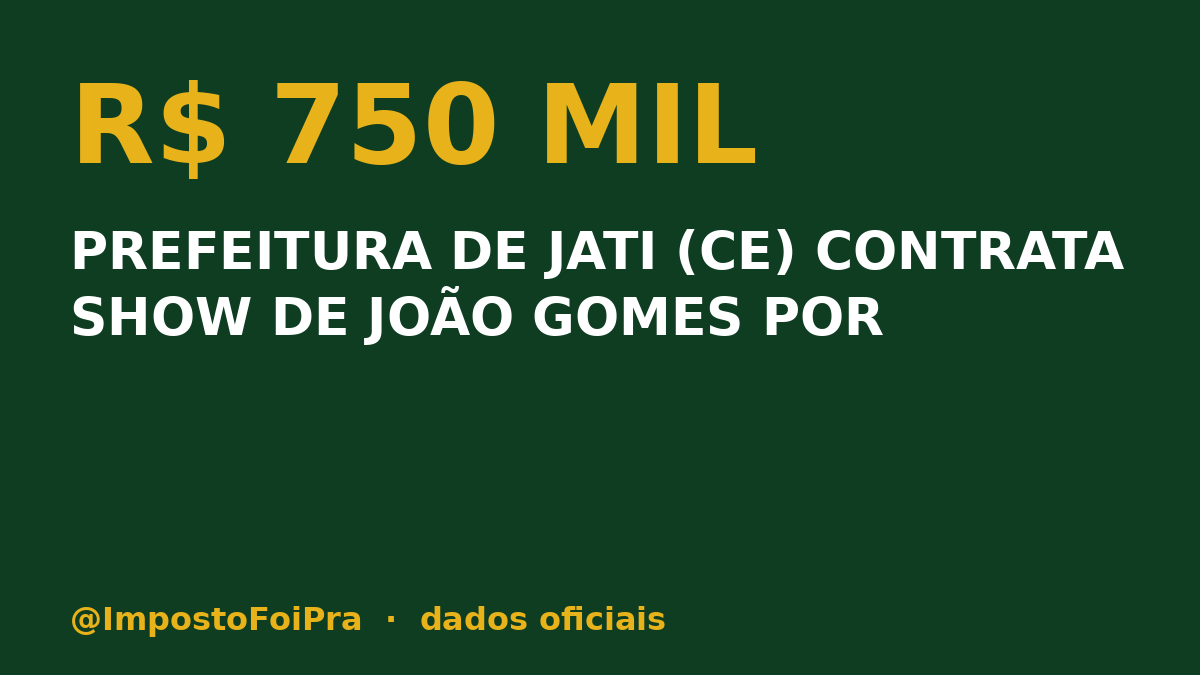 R$ 750 MIL
PREFEITURA DE JATI (CE) CONTRATA
SHOW DE JOÃO GOMES POR
@ImpostoFoiPra · dados oficiais